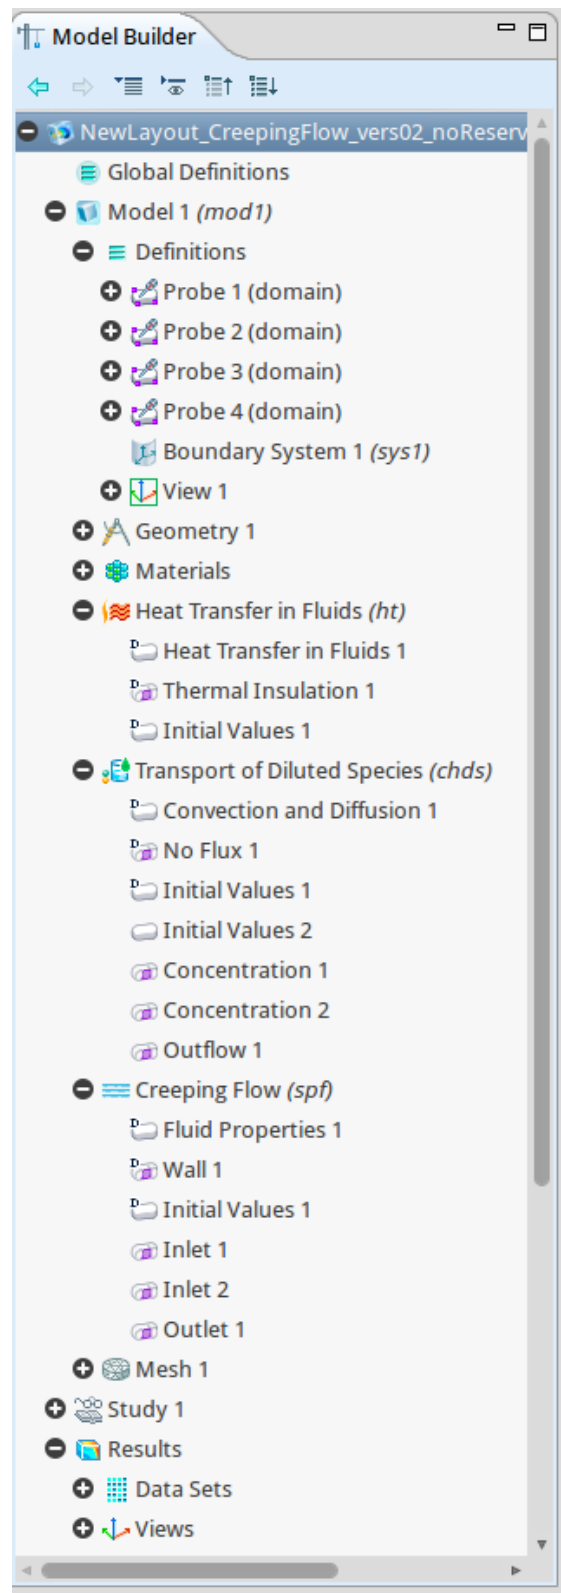 Model Builder
NewLayout_CreepingFlow_vers02_noReserv
Global Definitions
Model 1 (mod1)
Definitions
Probe 1 (domain)
Probe 2 (domain)
Probe 3 (domain)
Probe 4 (domain)
Boundary System 1 (sys1)
View 1
Geometry 1
Materials
Heat Transfer in Fluids (ht)
D Heat Transfer in Fluids 1
D Thermal Insulation 1
D Initial Values 1
Transport of Diluted Species (chds)
D Convection and Diffusion 1
D No Flux 1
D Initial Values 1
Initial Values 2
Concentration 1
Concentration 2
Outflow 1
Creeping Flow (spf)
D Fluid Properties 1
D Wall 1
D Initial Values 1
Inlet 1
Inlet 2
Outlet 1
Mesh 1
Study 1
Results
Data Sets
Views